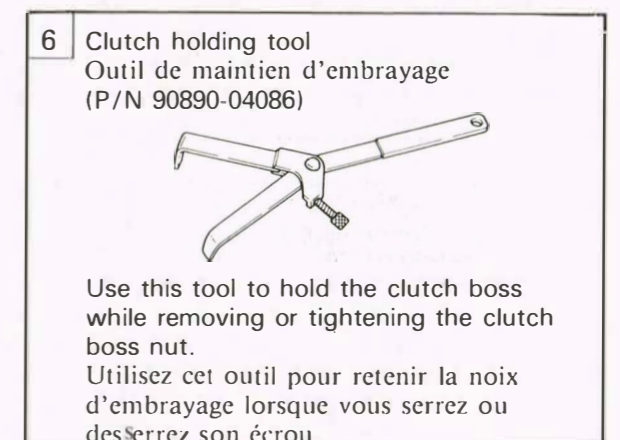 6
Clutch holding tool
Outil de maintien d'embrayage
(P/N 90890-04086)
Use this tool to hold the clutch boss
while removing or tightening the clutch
boss nut.
Utilisez cet outil pour retenir la noix
d'embrayage lorsque vous serrez ou
desserrez son écrou.